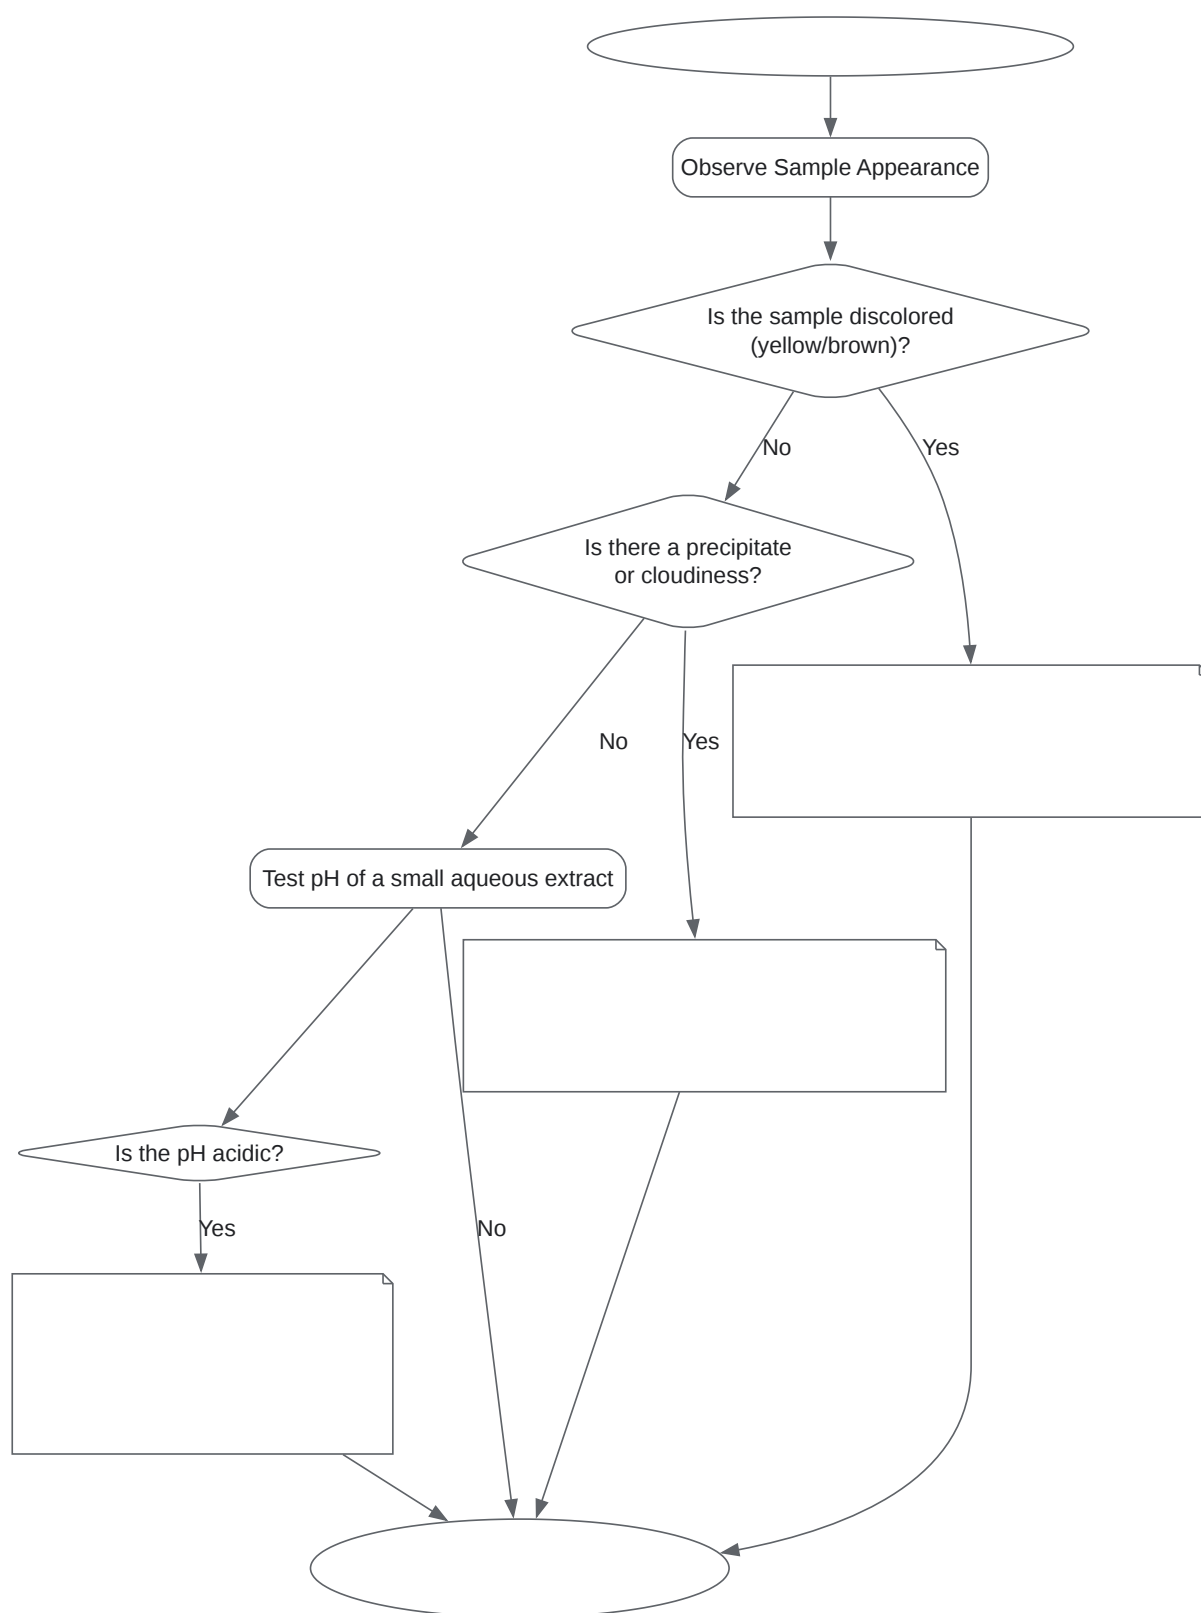 Observe Sample Appearance
Is the sample discolored
(yellow/brown)?
No
Yes
Is there a precipitate
or cloudiness?
No
Yes
Test pH of a small aqueous extract
Is the pH acidic?
Yes
No